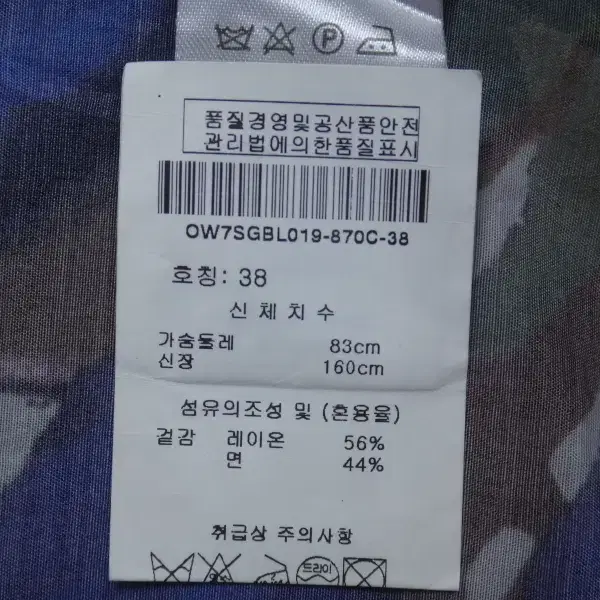 P
품질경영및공산품안전
관리법에의한품질표시
OW7SGBL019-870C-38
호칭: 38
신체치수
가슴둘레 83cm
신장 160cm
섬유의조성 및 (혼용율)
겉감 레이온 56%
면 44%
취급상 주의사항
드라이